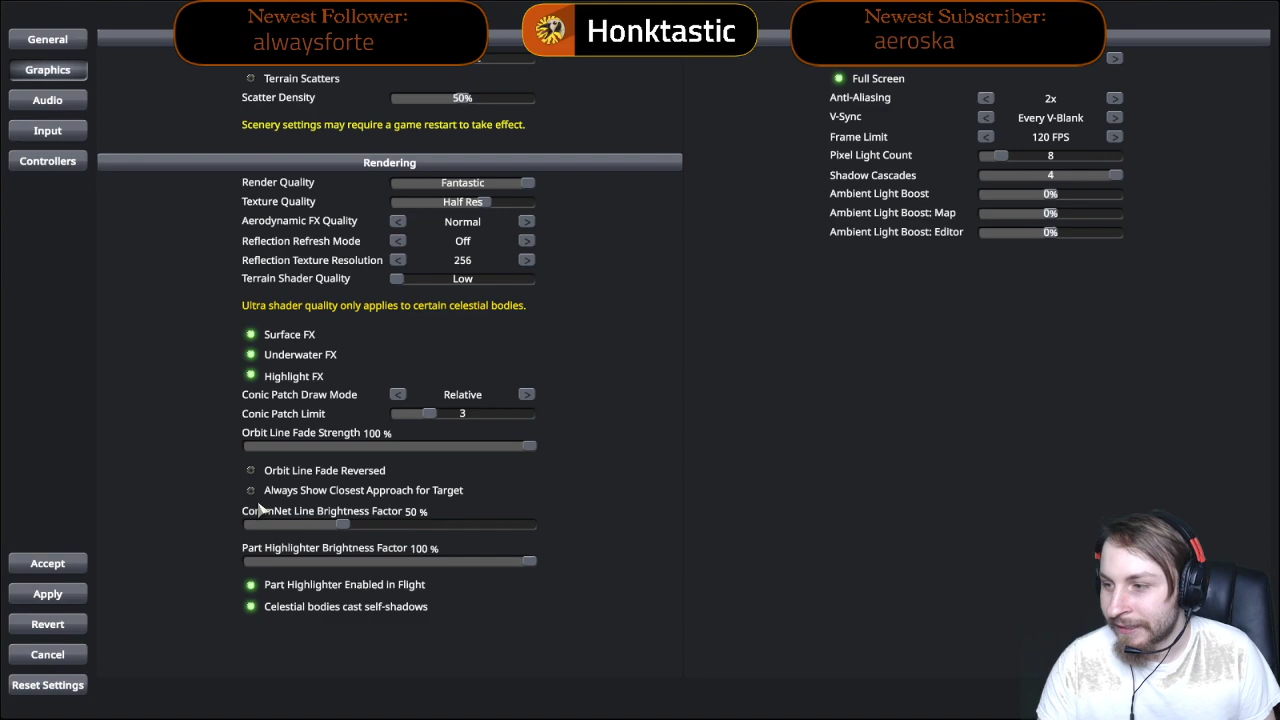 Newest Follower:
alwaysforte
Honktastic
Newest Subscriber:
aeroska
General
Graphics
Audio
Input
Controllers
Terrain Scatters
Scatter Density 50%
Scenery settings may require a game restart to take effect.
Rendering
Render Quality Fantastic
Texture Quality Half Res
Aerodynamic FX Quality < Normal >
Reflection Refresh Mode < Off >
Reflection Texture Resolution < 256 >
Terrain Shader Quality Low
Ultra shader quality only applies to certain celestial bodies.
Surface FX
Underwater FX
Highlight FX
Conic Patch Draw Mode < Relative >
Conic Patch Limit 3
Orbit Line Fade Strength 100 %
Orbit Line Fade Reversed
Always Show Closest Approach for Target
CommNet Line Brightness Factor 50 %
Part Highlighter Brightness Factor 100 %
Part Highlighter Enabled in Flight
Celestial bodies cast self-shadows
>
Full Screen
Anti-Aliasing < 2x >
V-Sync < Every V-Blank >
Frame Limit < 120 FPS >
Pixel Light Count 8
Shadow Cascades 4
Ambient Light Boost 0%
Ambient Light Boost: Map 0%
Ambient Light Boost: Editor 0%
Accept
Apply
Revert
Cancel
Reset Settings